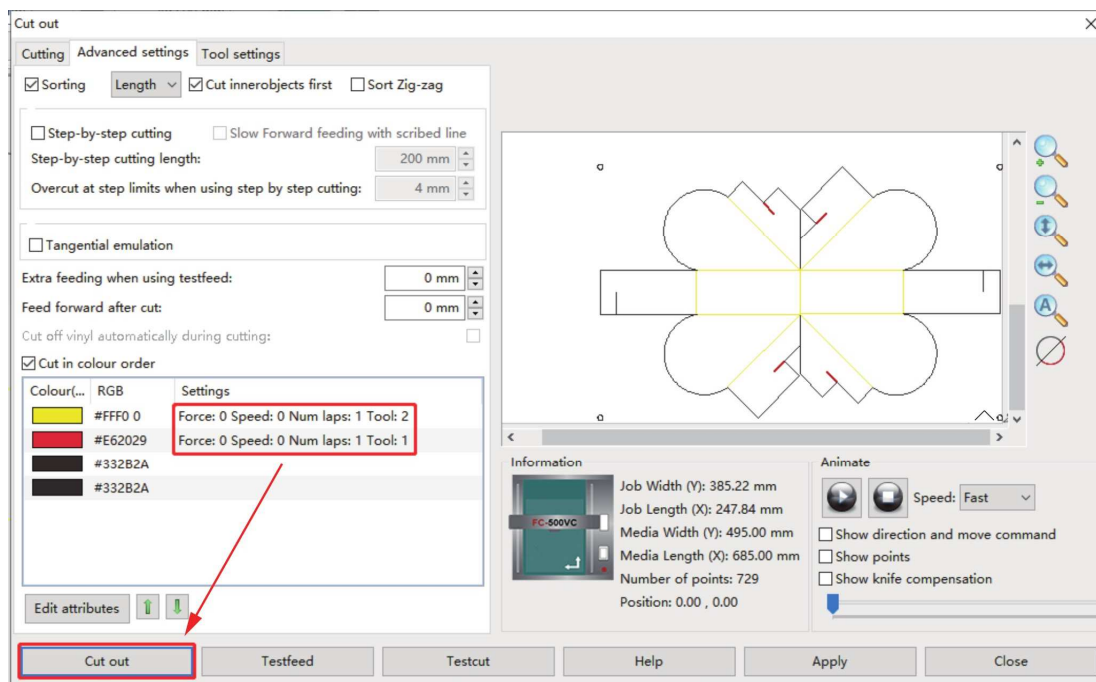 Cut out
Cutting Advanced settings Tool settings
Sorting Length Cut innerobjects first Sort Zig-zag
Step-by-step cutting Slow Forward feeding with scribed line
Step-by-step cutting length: 200 mm
Overcut at step limits when using step by step cutting: 4 mm
Tangential emulation
Extra feeding when using testfeed: 0 mm
Feed forward after cut: 0 mm
Cut off vinyl automatically during cutting:
Cut in colour order
Colour(... RGB Settings
#FFF0 0 Force: 0 Speed: 0 Num laps: 1 Tool: 2
#E62029 Force: 0 Speed: 0 Num laps: 1 Tool: 1
#332B2A
#332B2A
Edit attributes
A
Information
FC-500VC
Job Width (Y): 385.22 mm
Job Length (X): 247.84 mm
Media Width (Y): 495.00 mm
Media Length (X): 685.00 mm
Number of points: 729
Position: 0.00 , 0.00
Animate
Speed: Fast
Show direction and move command
Show points
Show knife compensation
Cut out Testfeed Testcut Help Apply Close